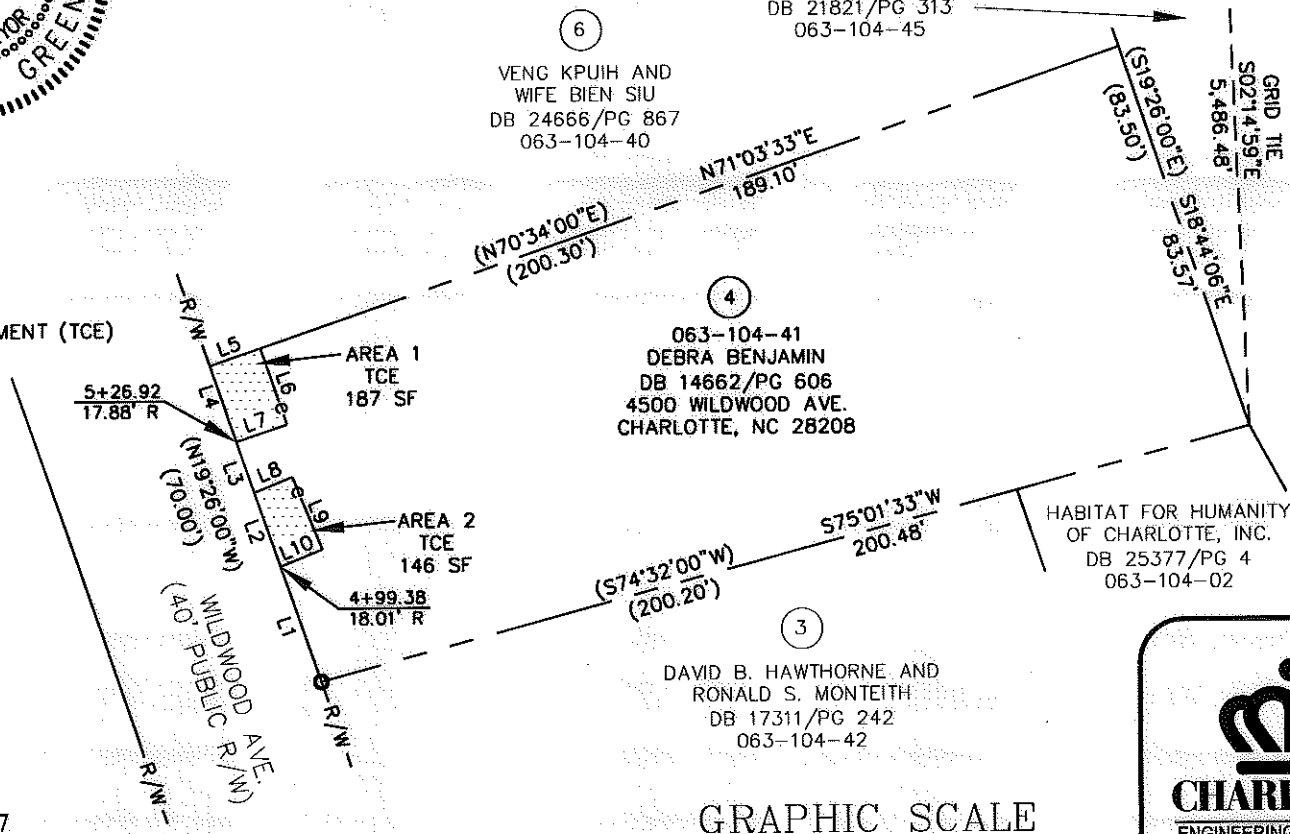 YOR
GREEN
DB 21821/PG 313
063-104-45
6
VENG KPUIH AND
WIFE BIEN SIU
DB 24666/PG 867
063-104-40
GRID TIE
S02°14'59"E
5,486.48'
(S19°26'00"E)
(83.50')
S18°44'06"E
83.57'
N71°03'33"E
189.10'
(N70°34'00"E)
(200.30')
R/W
MENT (TCE)
L5
AREA 1
TCE
187 SF
L4
L6
e
L7
5+26.92
17.88' R
4
063-104-41
DEBRA BENJAMIN
DB 14662/PG 606
4500 WILDWOOD AVE.
CHARLOTTE, NC 28208
L3
L8
e
L9
L2
L10
(N19°26'00"W)
(70.00')
AREA 2
TCE
146 SF
4+99.38
18.01' R
L1
S75°01'33"W
200.48'
(S74°32'00"W)
(200.20')
HABITAT FOR HUMANITY
OF CHARLOTTE, INC.
DB 25377/PG 4
063-104-02
WILDWOOD AVE.
(40' PUBLIC R/W)
3
DAVID B. HAWTHORNE AND
RONALD S. MONTEITH
DB 17311/PG 242
063-104-42
R/W
R/W
7
GRAPHIC SCALE
CHARL
ENGINEERING